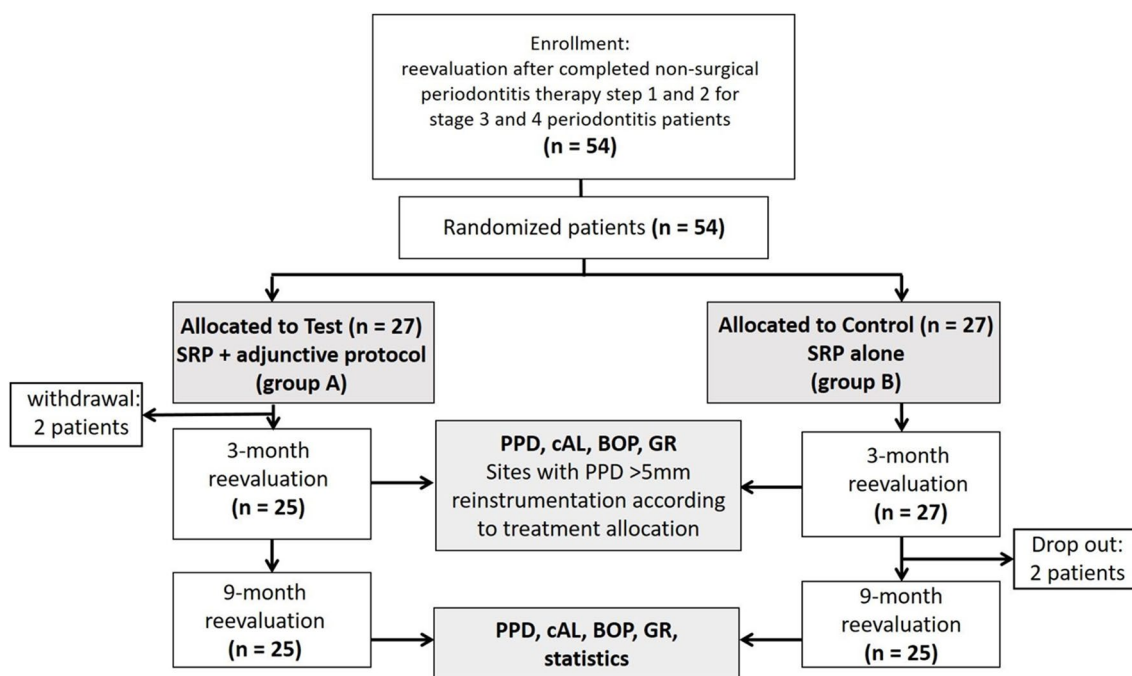 Enrollment:
reevaluation after completed non-surgical
periodontitis therapy step 1 and 2 for
stage 3 and 4 periodontitis patients
(n = 54)
Randomized patients (n = 54)
Allocated to Test (n = 27)
SRP + adjunctive protocol
(group A)
Allocated to Control (n = 27)
SRP alone
(group B)
withdrawal:
2 patients
3-month
reevaluation
(n = 25)
PPD, cAL, BOP, GR
Sites with PPD >5mm
reinstrumentation according
to treatment allocation
3-month
reevaluation
(n = 27)
Drop out:
2 patients
9-month
reevaluation
(n = 25)
PPD, cAL, BOP, GR,
statistics
9-month
reevaluation
(n = 25)